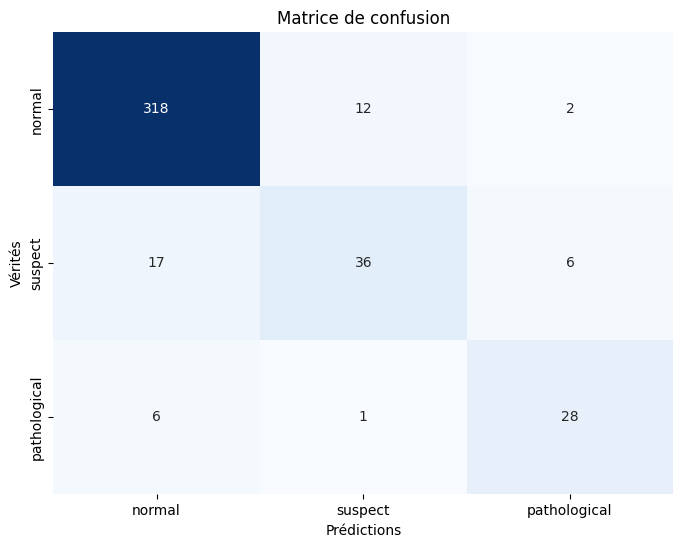 Matrice de confusion
normal
318
12
2
Vérités
suspect
17
36
6
pathological
6
1
28
normal
suspect
pathological
Prédictions